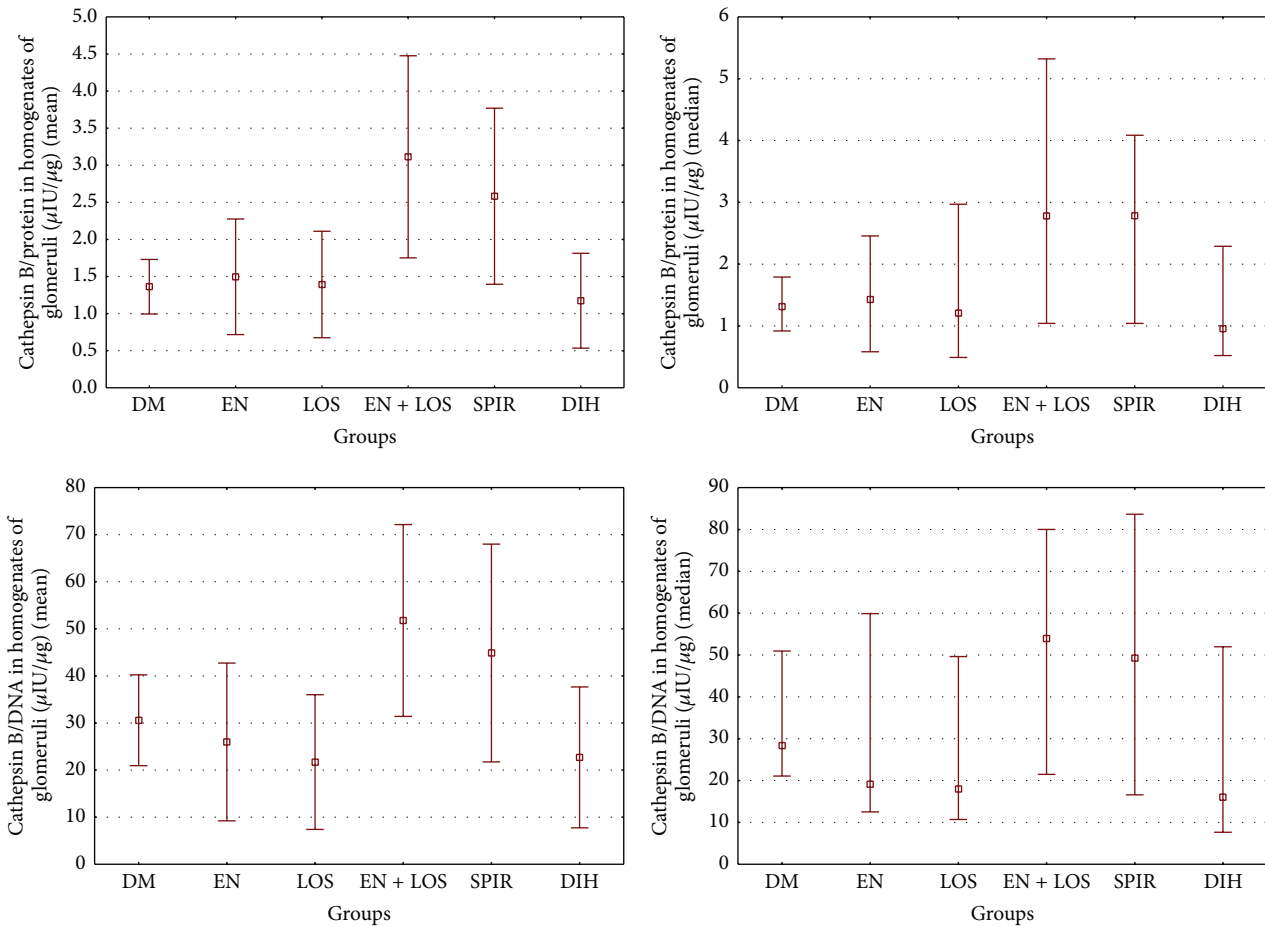 Cathepsin B/protein in homogenates of
glomeruli (μIU/μg) (mean)
5.0
4.5
4.0
3.5
3.0
2.5
2.0
1.5
1.0
0.5
0.0
DM EN LOS EN + LOS SPIR DIH
Groups
Cathepsin B/protein in homogenates of
glomeruli (μIU/μg) (median)
6
5
4
3
2
1
0
DM EN LOS EN + LOS SPIR DIH
Groups
Cathepsin B/DNA in homogenates of
glomeruli (μIU/μg) (mean)
80
70
60
50
40
30
20
10
0
DM EN LOS EN + LOS SPIR DIH
Groups
Cathepsin B/DNA in homogenates of
glomeruli (μIU/μg) (median)
90
80
70
60
50
40
30
20
10
0
DM EN LOS EN + LOS SPIR DIH
Groups